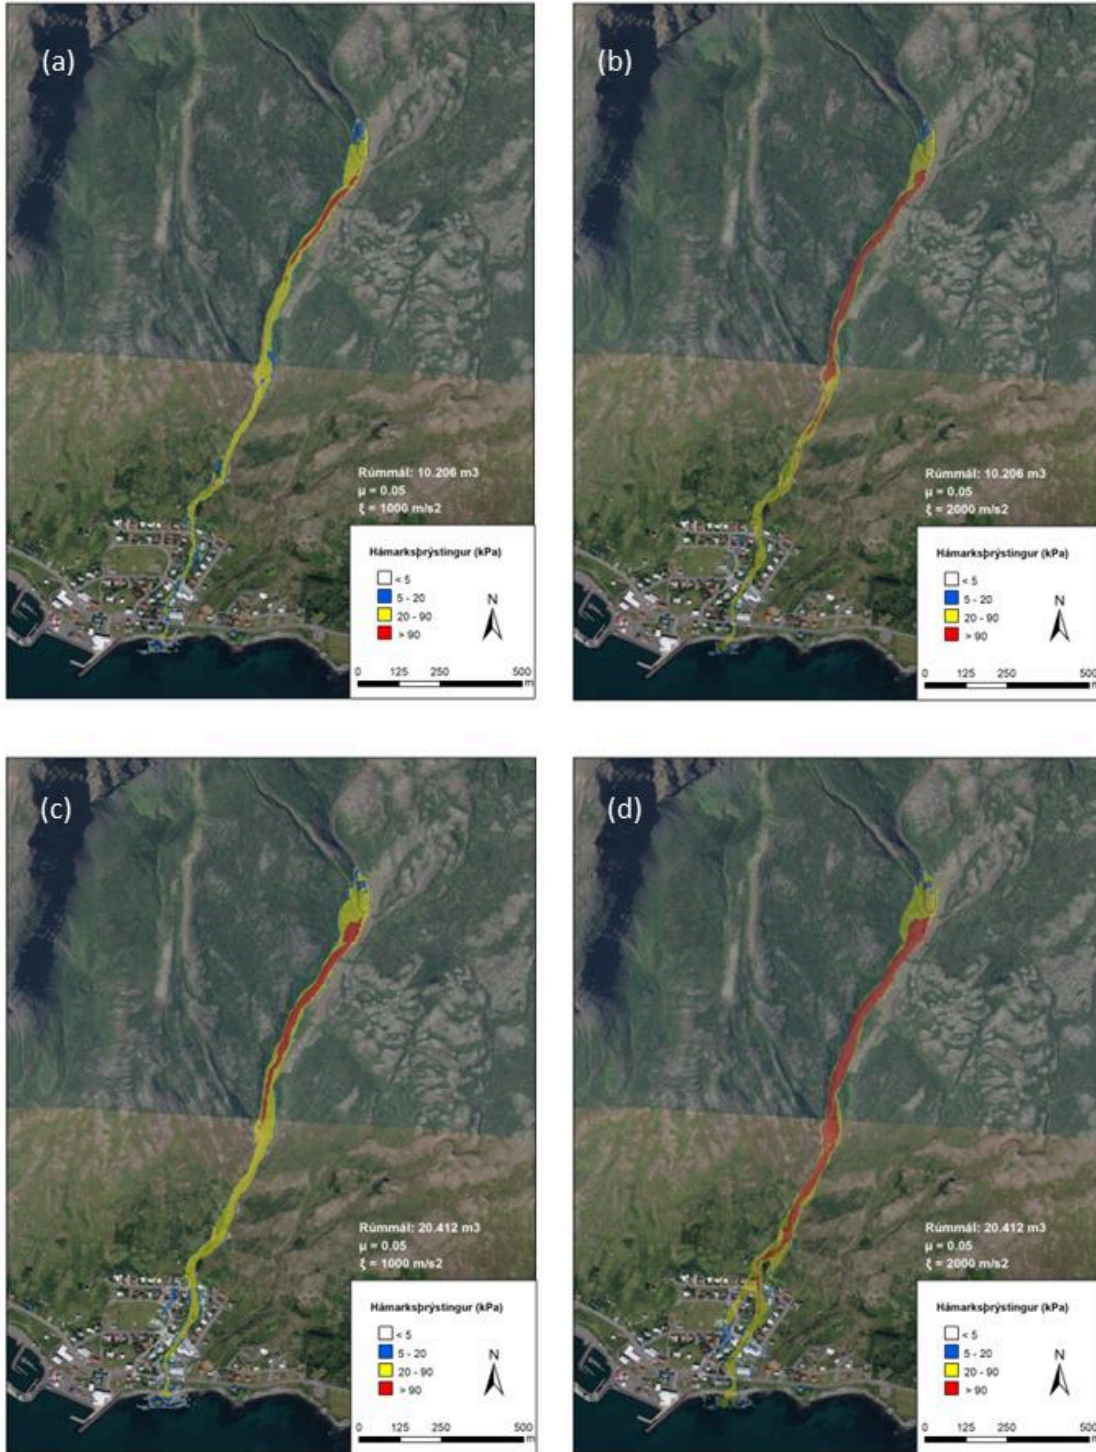 (a)
Rúmmál: 10.206 m3
µ = 0.05
ξ = 1000 m/s2
Hámarksþrýstingur (kPa)
< 5
5 - 20
20 - 90
> 90
N
0 125 250 500
m
(b)
Rúmmál: 10.206 m3
µ = 0.05
ξ = 2000 m/s2
Hámarksþrýstingur (kPa)
< 5
5 - 20
20 - 90
> 90
N
0 125 250 500
m
(c)
Rúmmál: 20.412 m3
µ = 0.05
ξ = 1000 m/s2
Hámarksþrýstingur (kPa)
< 5
5 - 20
20 - 90
> 90
N
0 125 250 500
m
(d)
Rúmmál: 20.412 m3
µ = 0.05
ξ = 2000 m/s2
Hámarksþrýstingur (kPa)
< 5
5 - 20
20 - 90
> 90
N
0 125 250 500
m